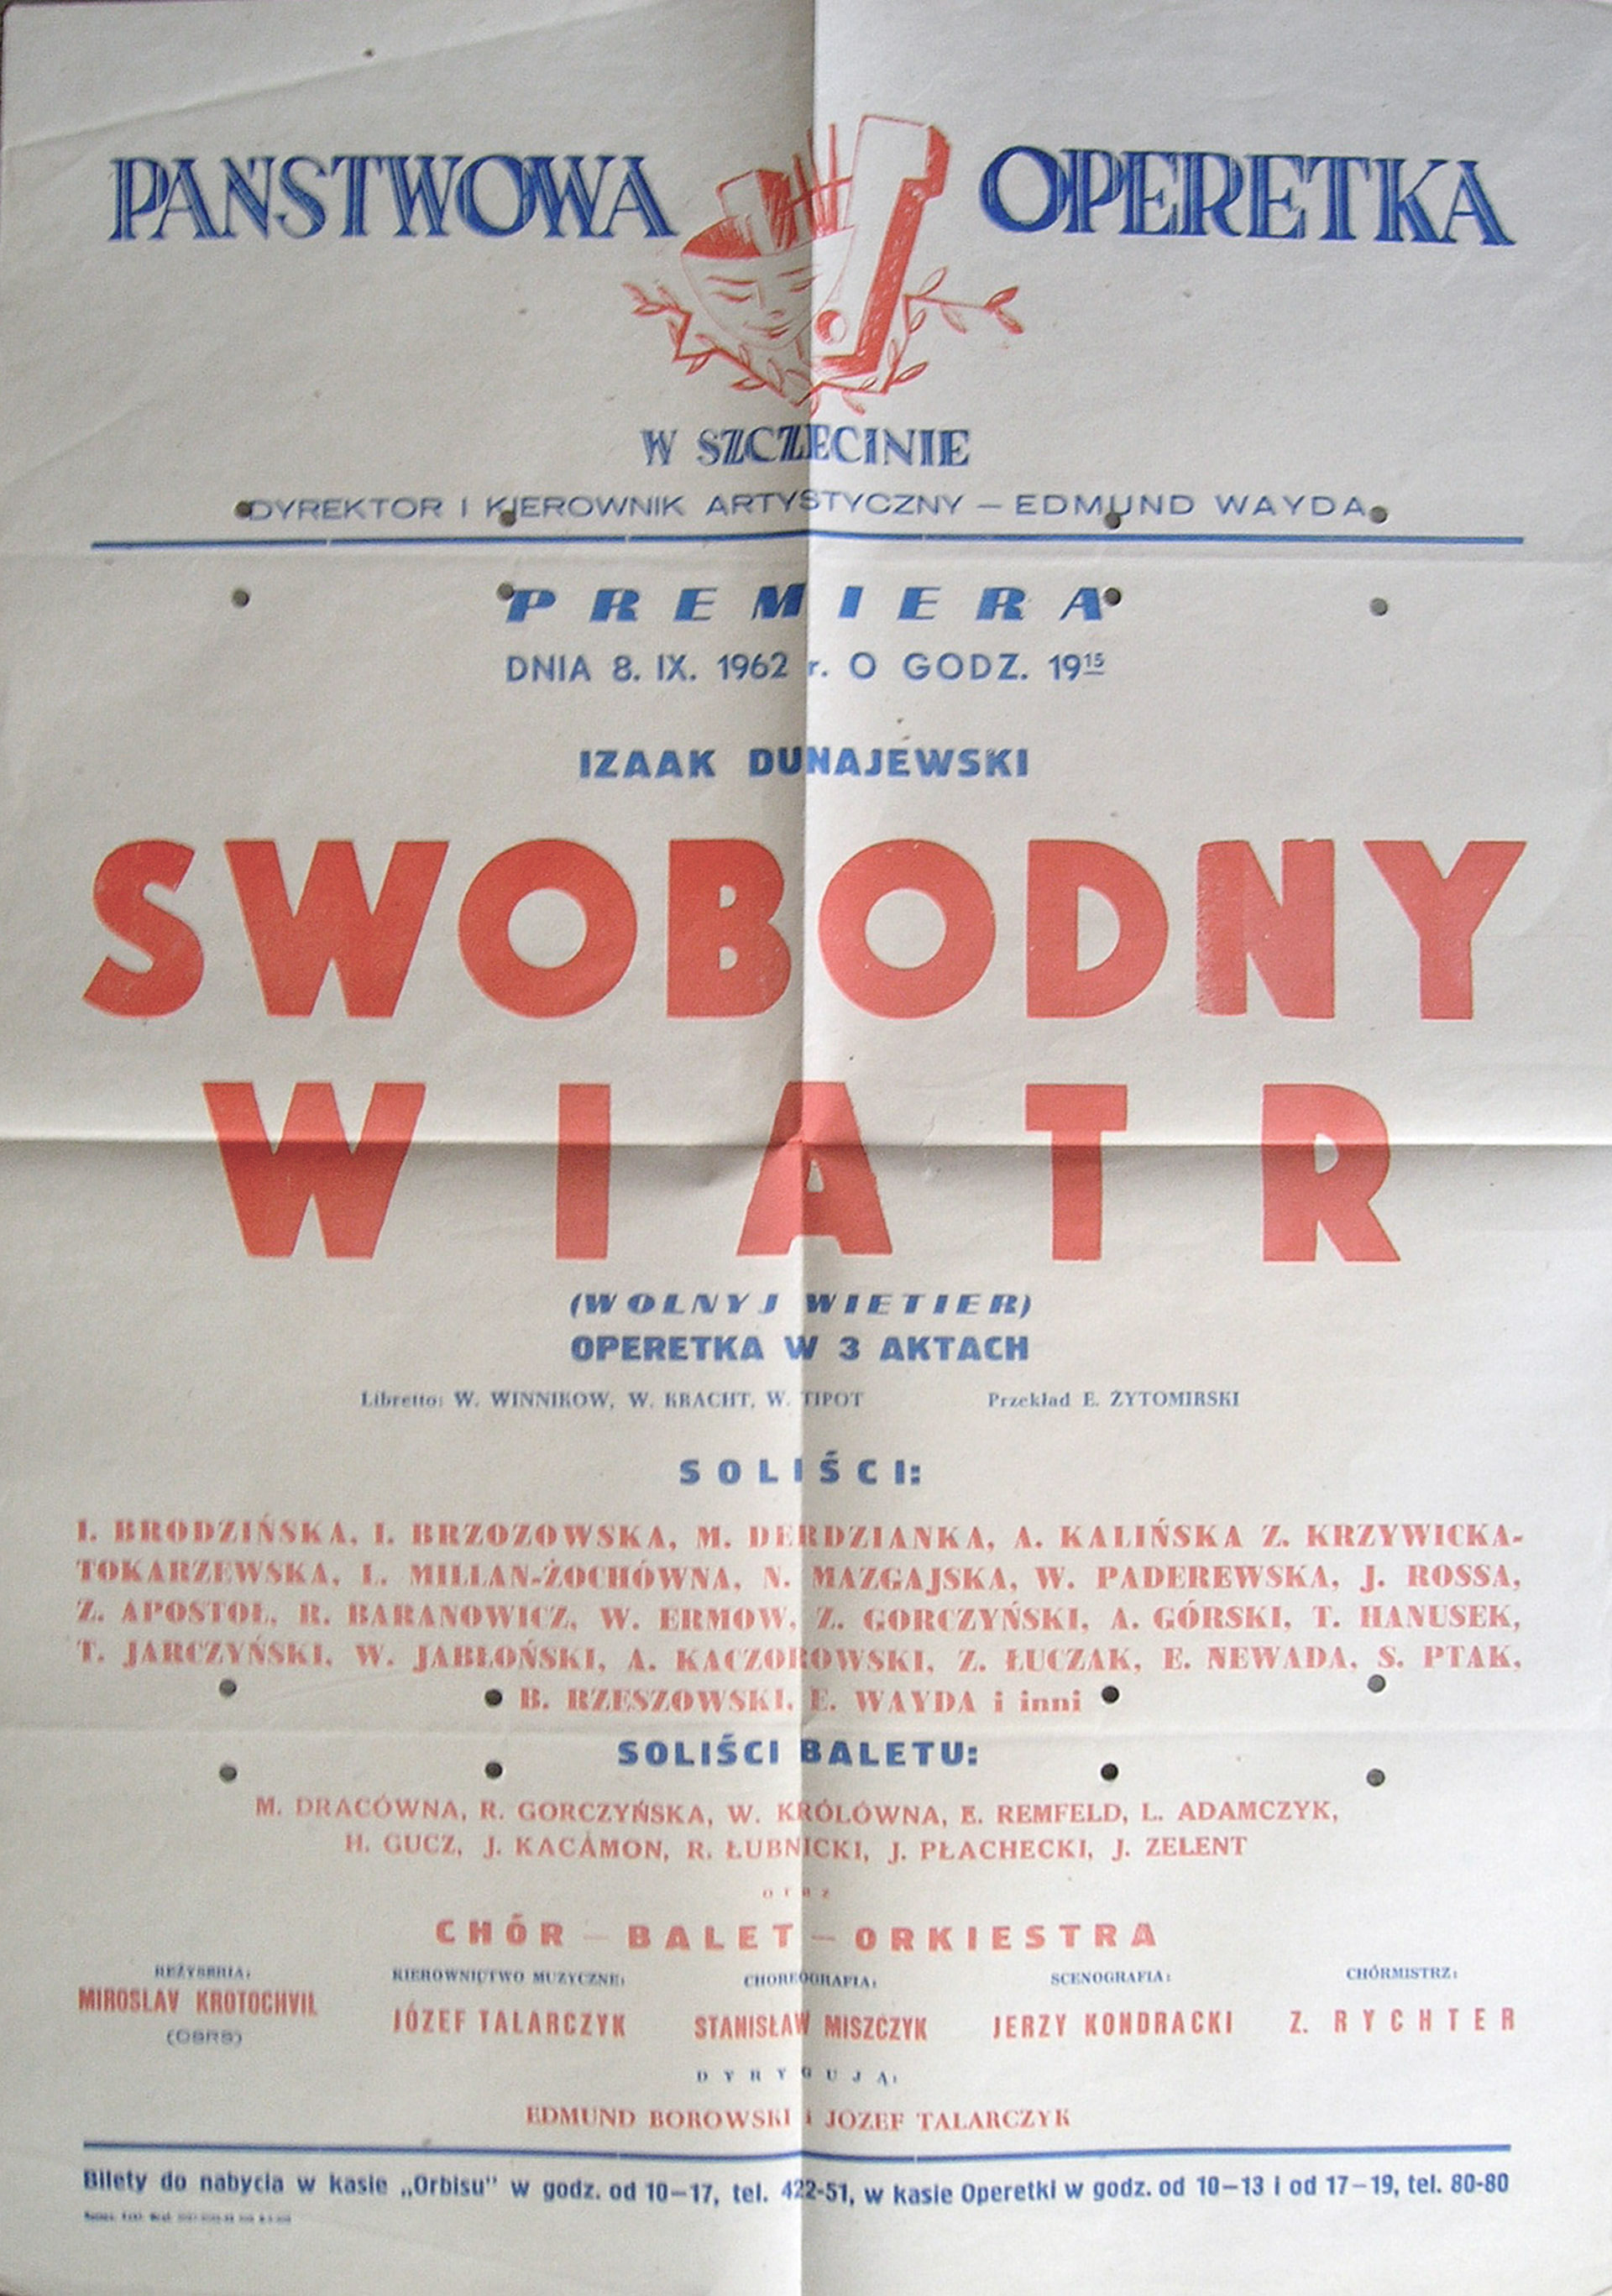 PAŃSTWOWA OPERETKA
W SZCZECINIE
DYREKTOR I KIEROWNIK ARTYSTYCZNY — EDMUND WAYDA
PREMIERA
DNIA 8. IX. 1962 r. O GODZ. 19 15
IZAAK DUNAJEWSKI
SWOBODNY
WIATR
(WOLNYJ WIETIER)
OPERETKA W 3 AKTACH
Libretto: W. WINNIKOW, W. KRACHT, W. TIPOT Przekład E. ŻYTOMIRSKI
SOLIŚCI:
I. BRODZIŃSKA, I. BRZOZOWSKA, M. DERDZIANKA, A. KALIŃSKA Z. KRZYWICKA-
TOKARZEWSKA, L. MILLAN-ŻOCHÓWNA, N. MAZGAJSKA, W. PADEREWSKA, J. ROSSA,
Z. APOSTOŁ, R. BARANOWICZ, W. ERMOW, Z. GORCZYŃSKI, A. GÓRSKI, T. HANUSEK,
T. JARCZYŃSKI, W. JABŁOŃSKI, A. KACZOROWSKI, Z. ŁUCZAK, E. NEWADA, S. PTAK,
B. RZESZOWSKI, E. WAYDA i inni
SOLIŚCI BALETU:
M. DRACÓWNA, R. GORCZYŃSKA, W. KRÓLÓWNA, E. REMFELD, L. ADAMCZYK,
H. GUCZ, J. KACAMON, R. ŁUBNICKI, J. PŁACHECKI, J. ZELENT
oraz
CHÓR — BALET — ORKIESTRA
REŻYSERIA: KIEROWNICTWO MUZYCZNE: CHOREOGRAFIA: SCENOGRAFIA: CHÓRMISTRZ:
MIROSLAV KROTOCHVIL JÓZEF TALARCZYK STANISŁAW MISZCZYK JERZY KONDRACKI Z. RYCHTER
(CSRS)
DYRYGUJĄ:
EDMUND BOROWSKI i JÓZEF TALARCZYK
Bilety do nabycia w kasie „Orbisu" w godz. od 10—17, tel. 422-51, w kasie Operetki w godz. od 10—13 i od 17—19, tel. 80-80